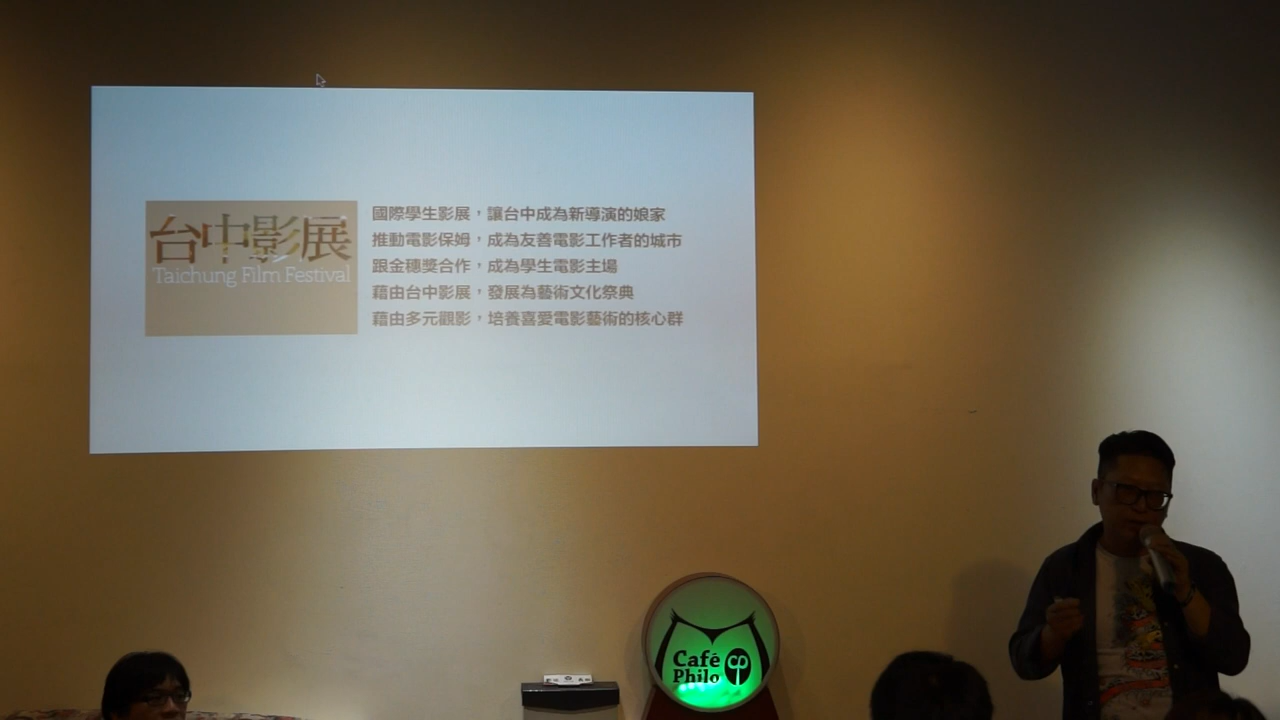 台中影展
Taichung Film Festival
國際學生影展，讓台中成為新導演的娘家
推動電影保姆，成為友善電影工作者的城市
跟金穗獎合作，成為學生電影主場
藉由台中影展，發展為藝術文化祭典
藉由多元觀影，培養喜愛電影藝術的核心群
Café
Philo